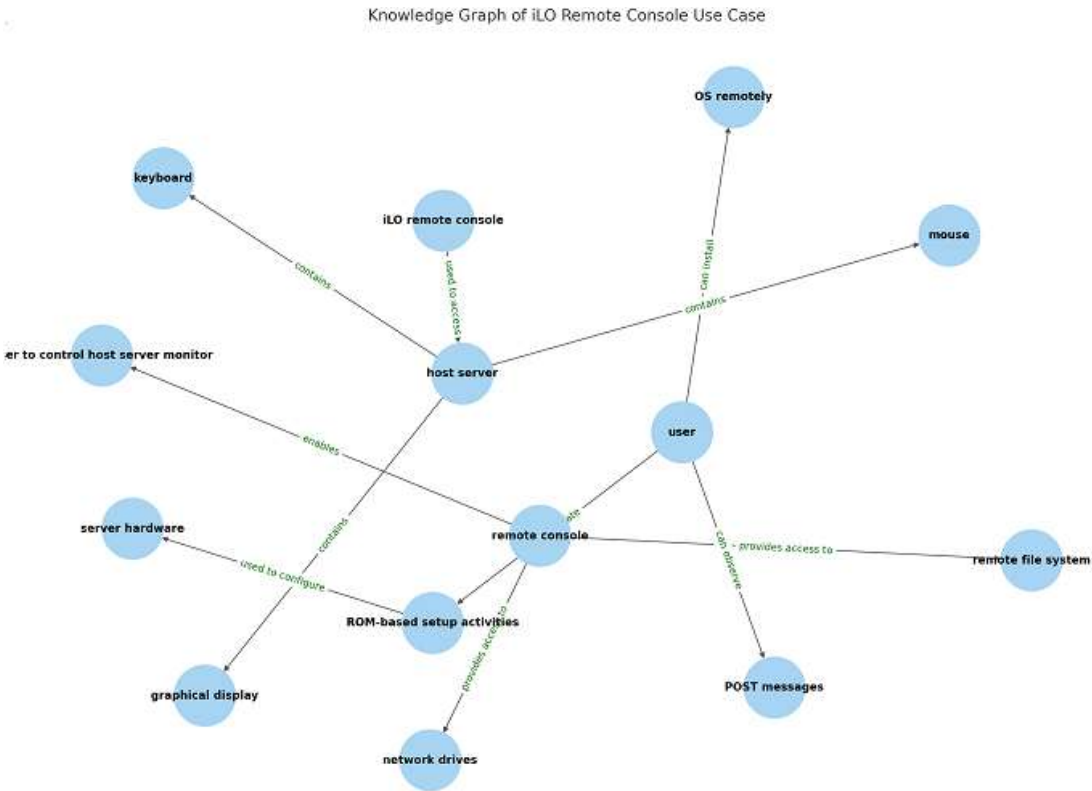 Knowledge Graph of iLO Remote Console Use Case
OS remotely
keyboard
iLO remote console
mouse
can install
contains
used to access
contains
er to control host server monitor
host server
user
enables
server hardware
contains
remote console
can observe
provides access to
remote file system
used to configure
ROM-based setup activities
provides access to
graphical display
POST messages
network drives